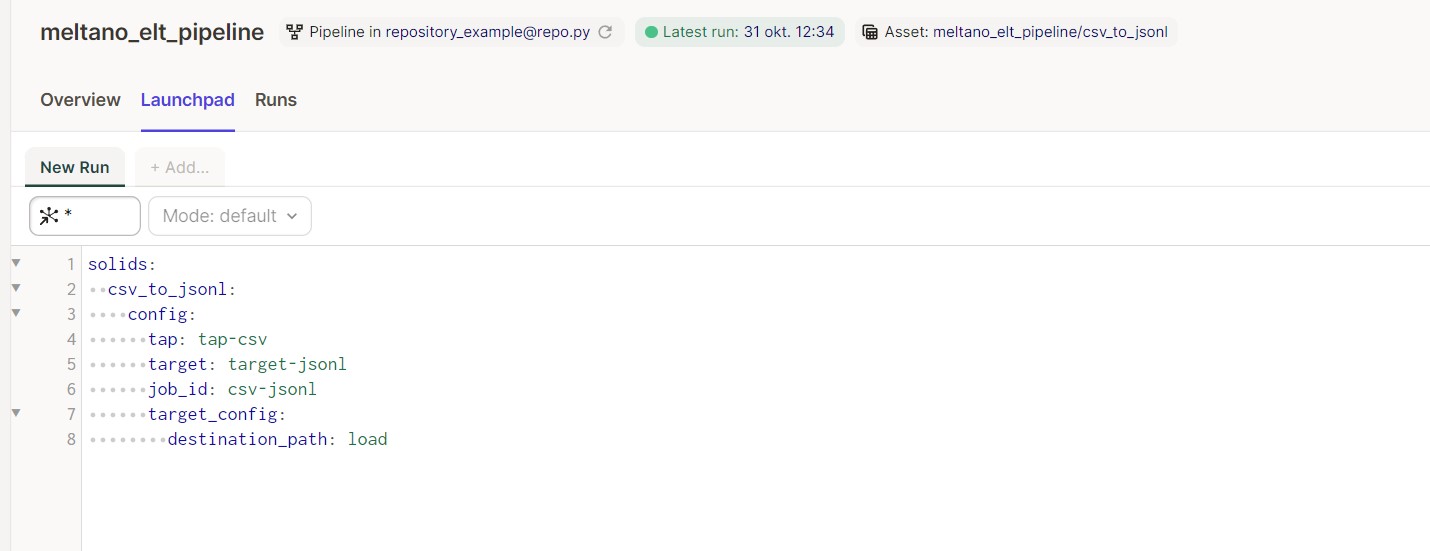 meltano_elt_pipeline Pipeline in repository_example@repo.py Latest run: 31 okt. 12:34 Asset: meltano_elt_pipeline/csv_to_jsonl
Overview Launchpad Runs
New Run + Add...
* Mode: default
1 solids:
2 csv_to_jsonl:
3 config:
4 tap: tap-csv
5 target: target-jsonl
6 job_id: csv-jsonl
7 target_config:
8 destination_path: load